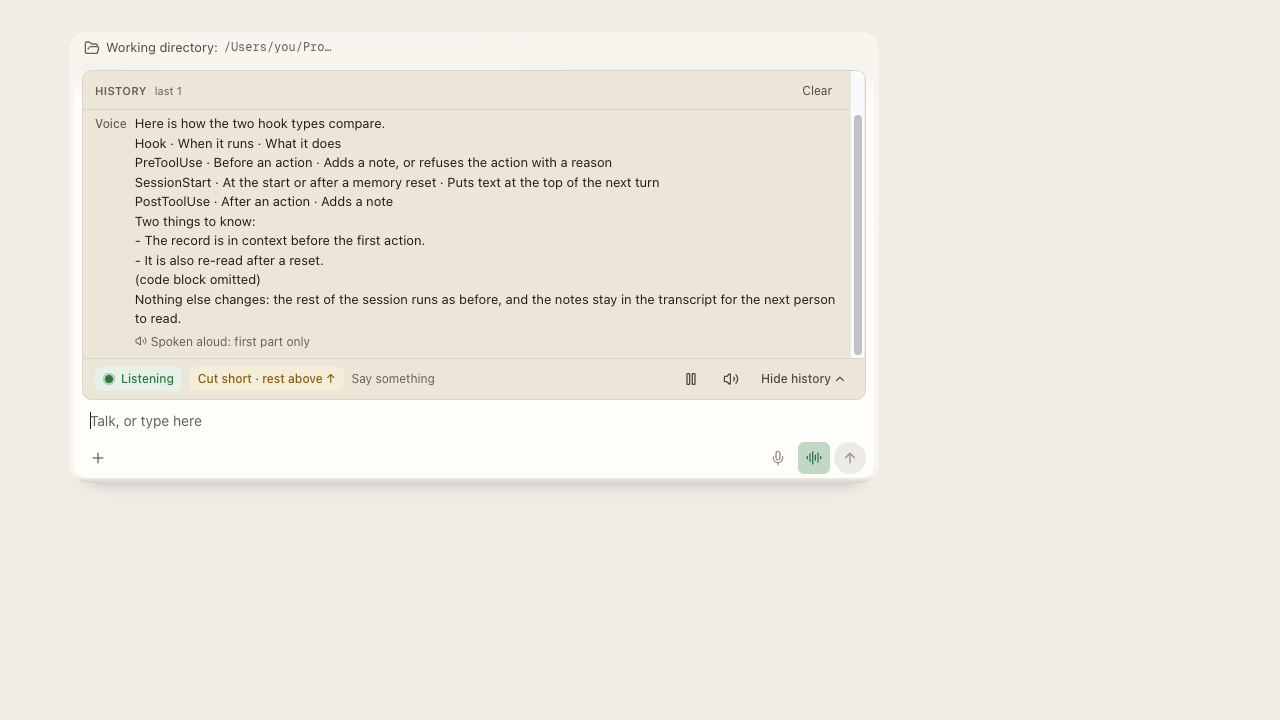 Working directory: /Users/you/Pro…
HISTORY last 1 Clear
Voice Here is how the two hook types compare.
Hook · When it runs · What it does
PreToolUse · Before an action · Adds a note, or refuses the action with a reason
SessionStart · At the start or after a memory reset · Puts text at the top of the next turn
PostToolUse · After an action · Adds a note
Two things to know:
- The record is in context before the first action.
- It is also re-read after a reset.
(code block omitted)
Nothing else changes: the rest of the session runs as before, and the notes stay in the transcript for the next person
to read.
Spoken aloud: first part only
Listening Cut short · rest above ↑ Say something Hide history
Talk, or type here